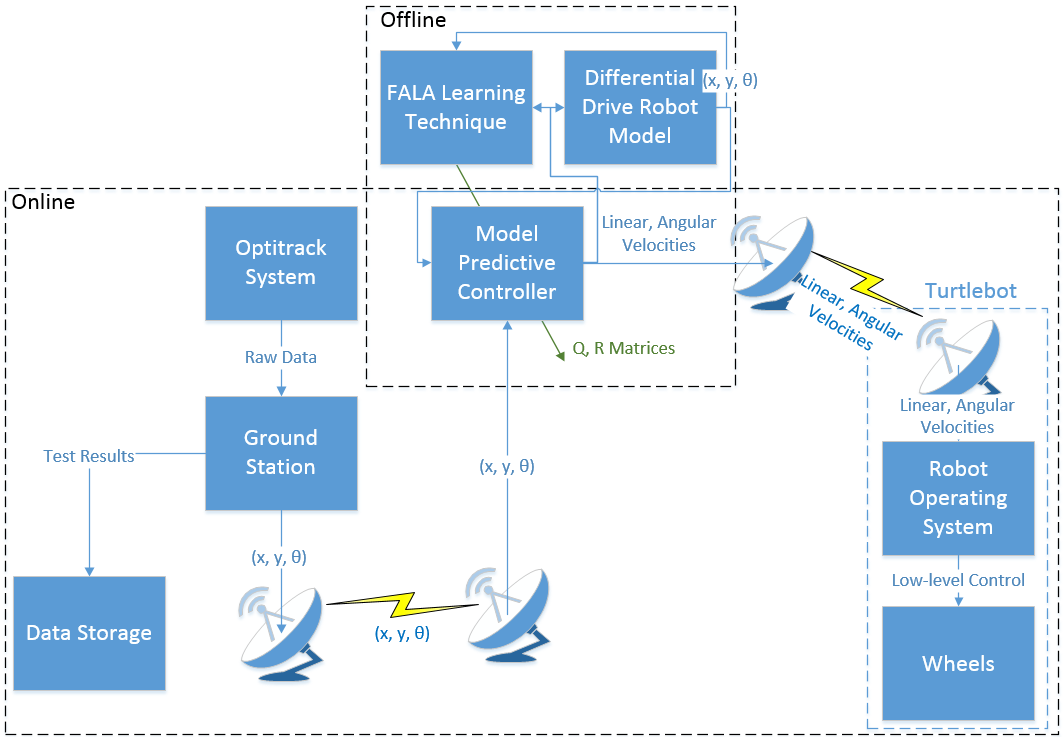 Offline
FALA Learning
Technique
Differential
Drive Robot
Model
(x, y, θ)
Online
Optitrack
System
Model
Predictive
Controller
Linear, Angular
Velocities
Linear, Angular
Velocities
Turtlebot
Raw Data
Q, R Matrices
Linear, Angular
Velocities
Ground
Station
Test Results
(x, y, θ)
Robot
Operating
System
(x, y, θ)
Low-level Control
Data Storage
(x, y, θ)
Wheels